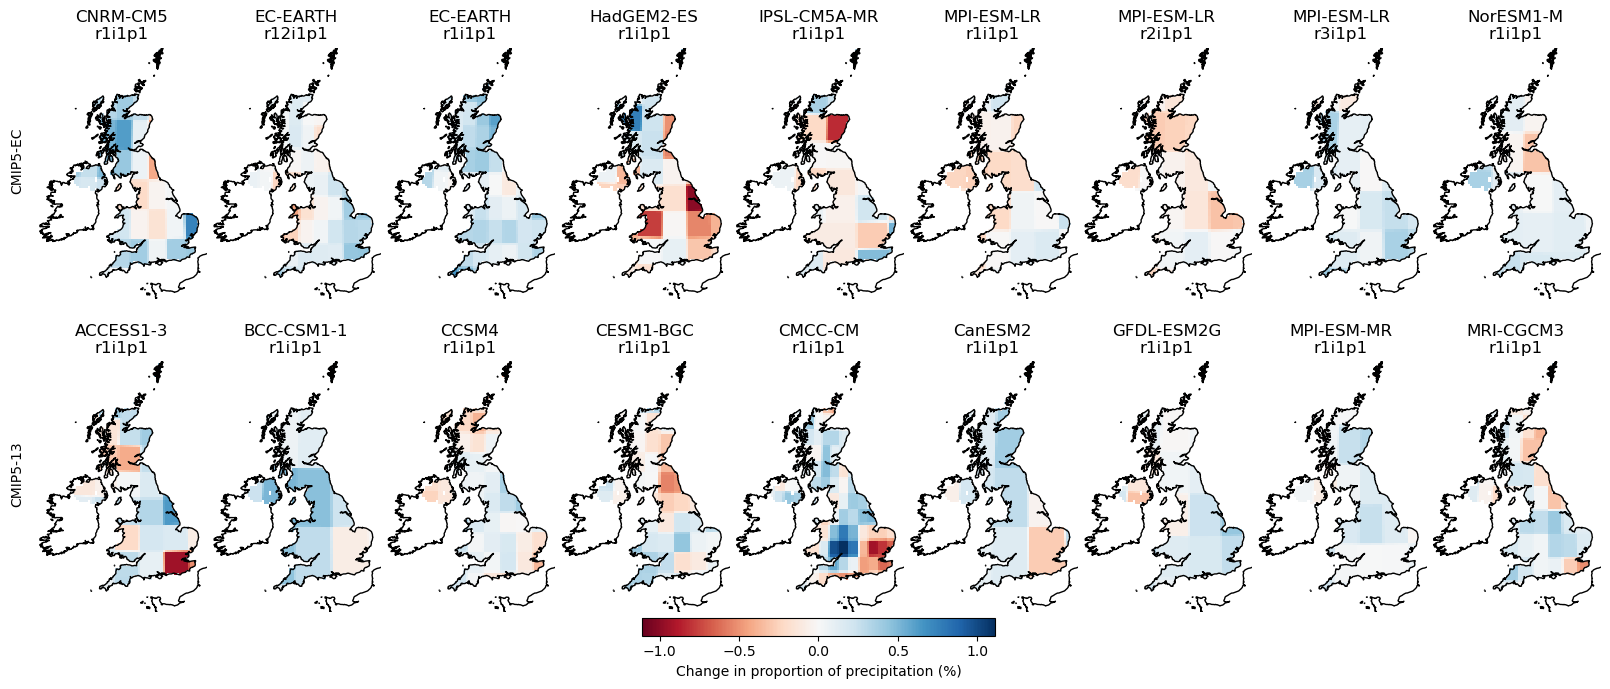 CNRM-CM5
r1i1p1
EC-EARTH
r12i1p1
EC-EARTH
r1i1p1
HadGEM2-ES
r1i1p1
IPSL-CM5A-MR
r1i1p1
MPI-ESM-LR
r1i1p1
MPI-ESM-LR
r2i1p1
MPI-ESM-LR
r3i1p1
NorESM1-M
r1i1p1
CMIP5-EC
ACCESS1-3
r1i1p1
BCC-CSM1-1
r1i1p1
CCSM4
r1i1p1
CESM1-BGC
r1i1p1
CMCC-CM
r1i1p1
CanESM2
r1i1p1
GFDL-ESM2G
r1i1p1
MPI-ESM-MR
r1i1p1
MRI-CGCM3
r1i1p1
CMIP5-13
−1.0 −0.5 0.0 0.5 1.0
Change in proportion of precipitation (%)